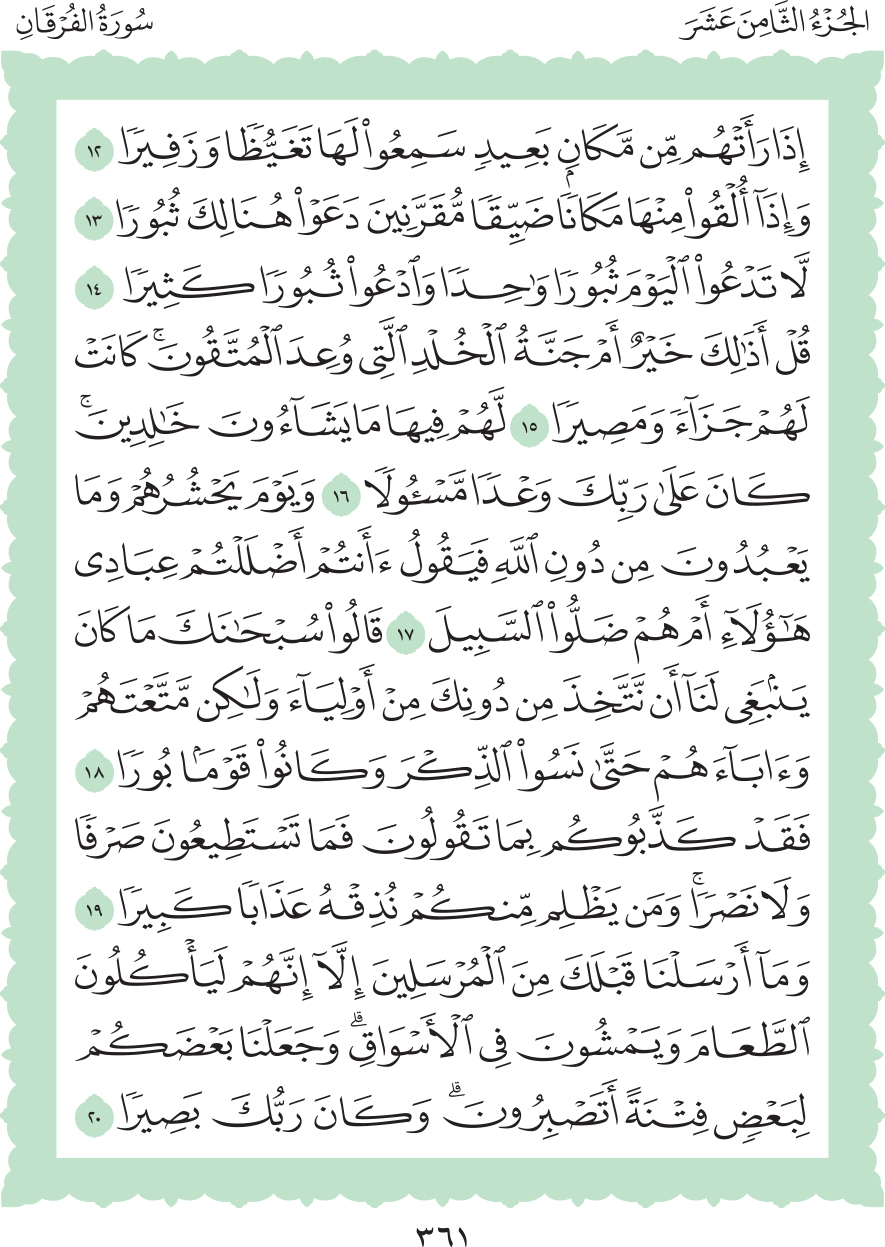 الجُزْءُ الثَّامِنَ عَشَرَ
سُورَةُ الفُرْقَانِ
إِذَا رَأَتْهُم مِّن مَّكَانِۭ بَعِيدٖ سَمِعُواْ لَهَا تَغَيُّظٗا وَزَفِيرٗا ١٢
وَإِذَآ أُلۡقُواْ مِنۡهَا مَكَانٗا ضَيِّقٗا مُّقَرَّنِينَ دَعَوۡاْ هُنَالِكَ ثُبُورٗا ١٣
لَّا تَدۡعُواْ ٱلۡيَوۡمَ ثُبُورٗا وَٰحِدٗا وَٱدۡعُواْ ثُبُورٗا كَثِيرٗا ١٤
قُلۡ أَذَٰلِكَ خَيۡرٌ أَمۡ جَنَّةُ ٱلۡخُلۡدِ ٱلَّتِي وُعِدَ ٱلۡمُتَّقُونَۚ كَانَتۡ
لَهُمۡ جَزَآءٗ وَمَصِيرٗا ١٥ لَّهُمۡ فِيهَا مَا يَشَآءُونَ خَٰلِدِينَۚ
كَانَ عَلَىٰ رَبِّكَ وَعۡدٗا مَّسۡـُٔولٗا ١٦ وَيَوۡمَ يَحۡشُرُهُمۡ وَمَا
يَعۡبُدُونَ مِن دُونِ ٱللَّهِ فَيَقُولُ ءَأَنتُمۡ أَضۡلَلۡتُمۡ عِبَادِي
هَٰٓؤُلَآءِ أَمۡ هُمۡ ضَلُّواْ ٱلسَّبِيلَ ١٧ قَالُواْ سُبۡحَٰنَكَ مَا كَانَ
يَنۢبَغِي لَنَآ أَن نَّتَّخِذَ مِن دُونِكَ مِنۡ أَوۡلِيَآءَ وَلَٰكِن مَّتَّعۡتَهُمۡ
وَءَابَآءَهُمۡ حَتَّىٰ نَسُواْ ٱلذِّكۡرَ وَكَانُواْ قَوۡمَۢا بُورٗا ١٨
فَقَدۡ كَذَّبُوكُم بِمَا تَقُولُونَ فَمَا تَسۡتَطِيعُونَ صَرۡفٗا
وَلَا نَصۡرٗاۚ وَمَن يَظۡلِم مِّنكُمۡ نُذِقۡهُ عَذَابٗا كَبِيرٗا ١٩
وَمَآ أَرۡسَلۡنَا قَبۡلَكَ مِنَ ٱلۡمُرۡسَلِينَ إِلَّآ إِنَّهُمۡ لَيَأۡكُلُونَ
ٱلطَّعَامَ وَيَمۡشُونَ فِي ٱلۡأَسۡوَاقِۗ وَجَعَلۡنَا بَعۡضَكُمۡ
لِبَعۡضٖ فِتۡنَةً أَتَصۡبِرُونَۗ وَكَانَ رَبُّكَ بَصِيرٗا ٢٠
٣٦١